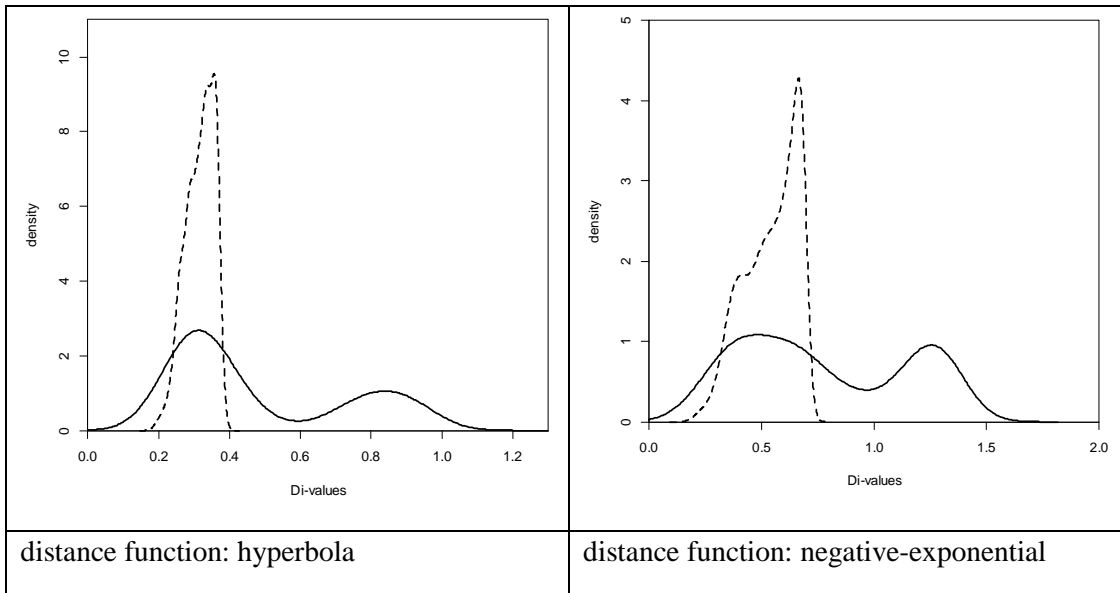 density
0
2
4
6
8
10
0.0 0.2 0.4 0.6 0.8 1.0 1.2
Di-values
density
0
1
2
3
4
5
0.0 0.5 1.0 1.5 2.0
Di-values
distance function: hyperbola
distance function: negative-exponential